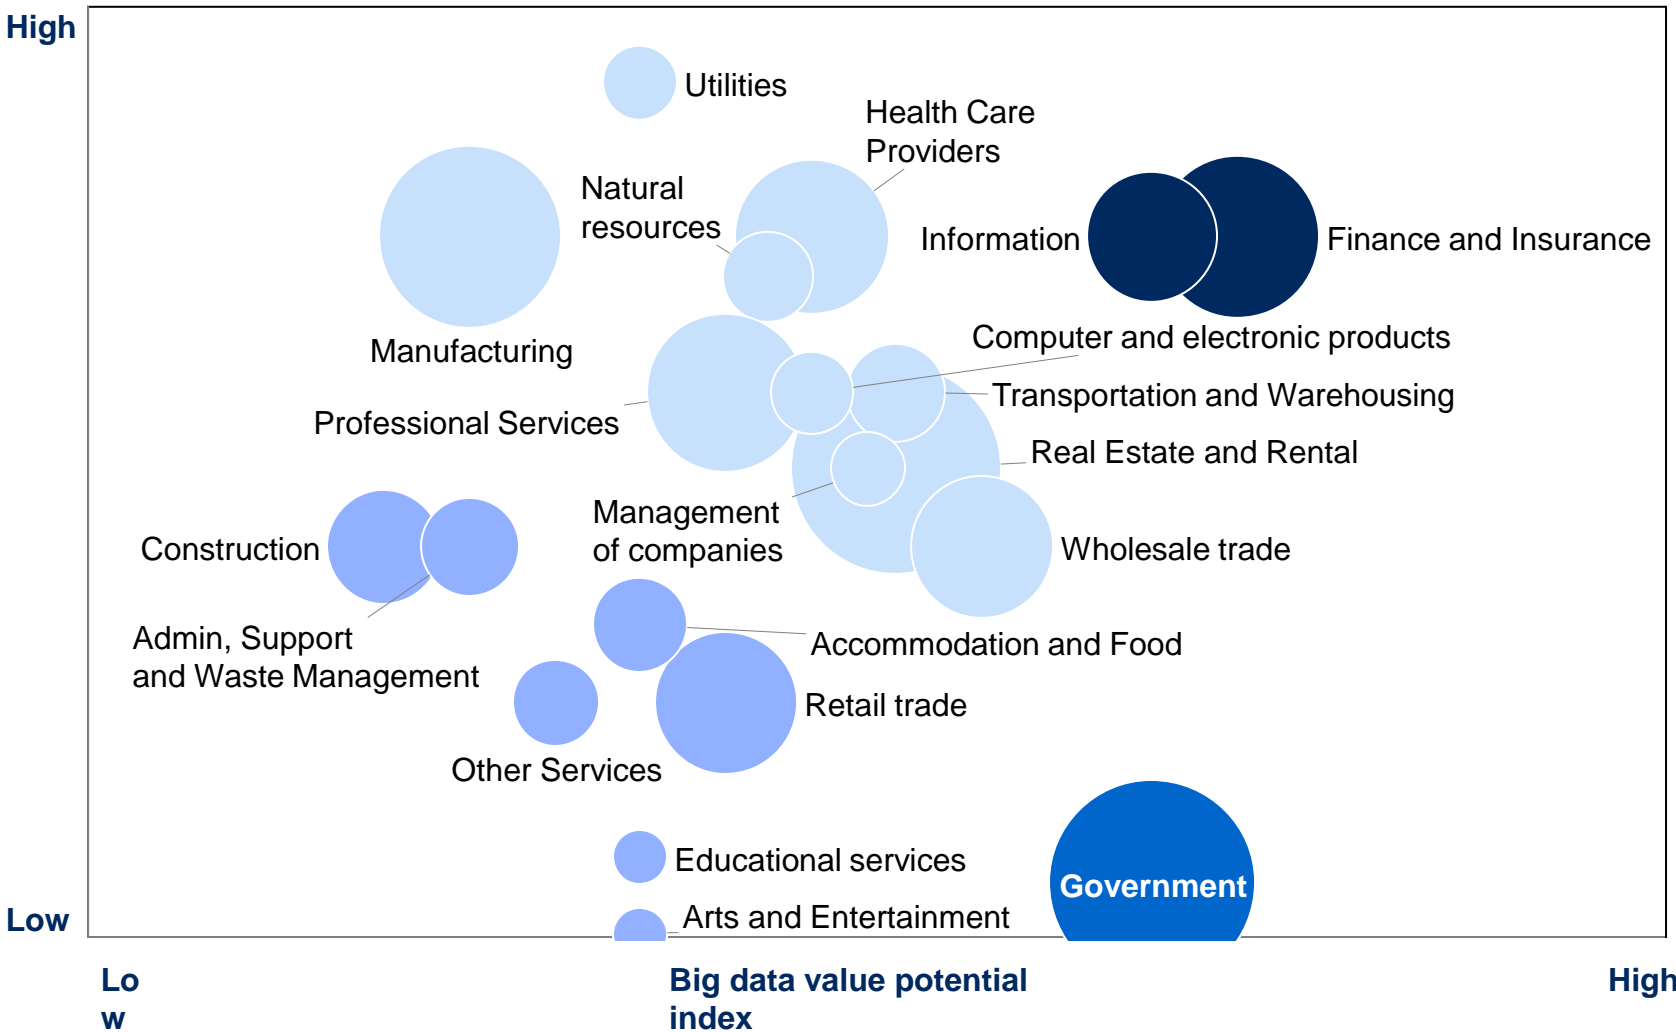 High
Utilities
Health Care
Providers
Natural
resources
Information
Finance and Insurance
Computer and electronic products
Manufacturing
Transportation and Warehousing
Professional Services
Real Estate and Rental
Management
of companies
Construction
Wholesale trade
Admin, Support
and Waste Management
Accommodation and Food
Retail trade
Other Services
Educational services
Government
Arts and Entertainment
Low
Lo
w
Big data value potential
index
High